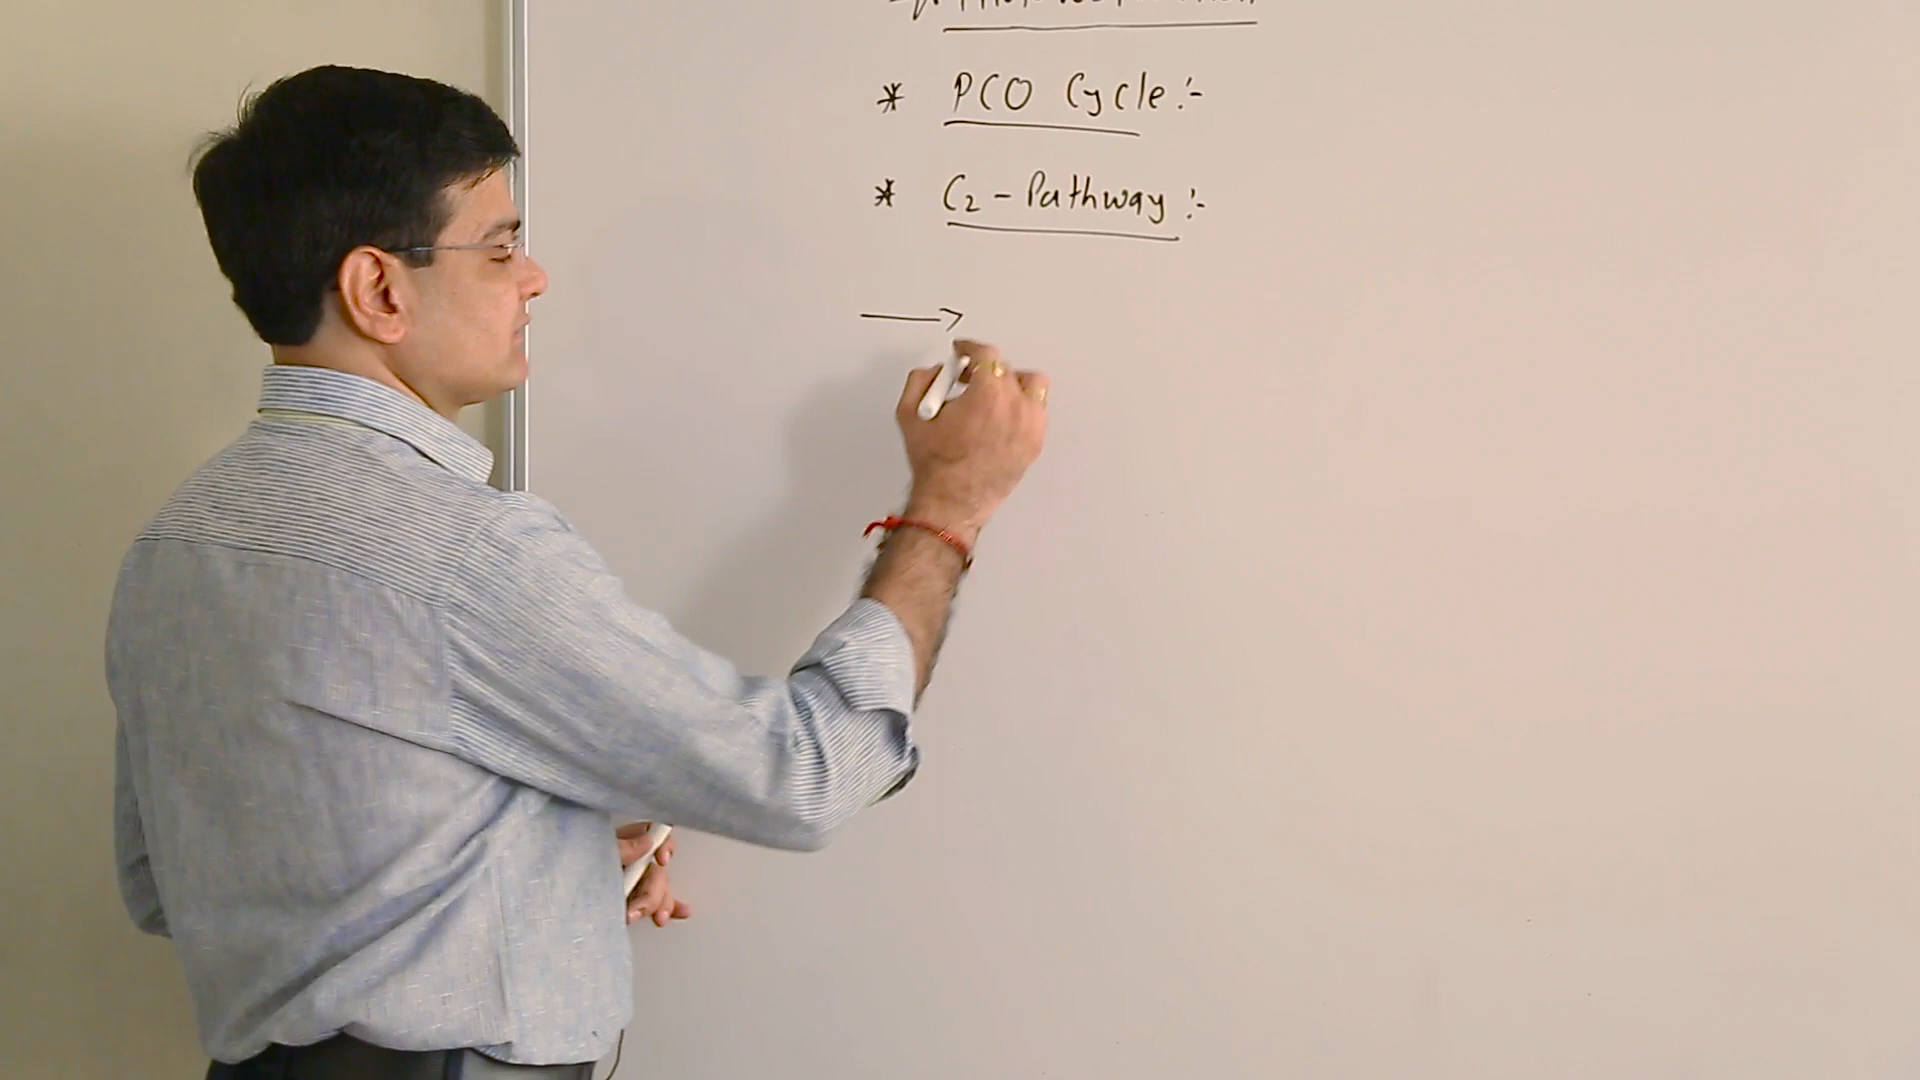 * PCO Cycle :-
* C₂ - Pathway :-
→